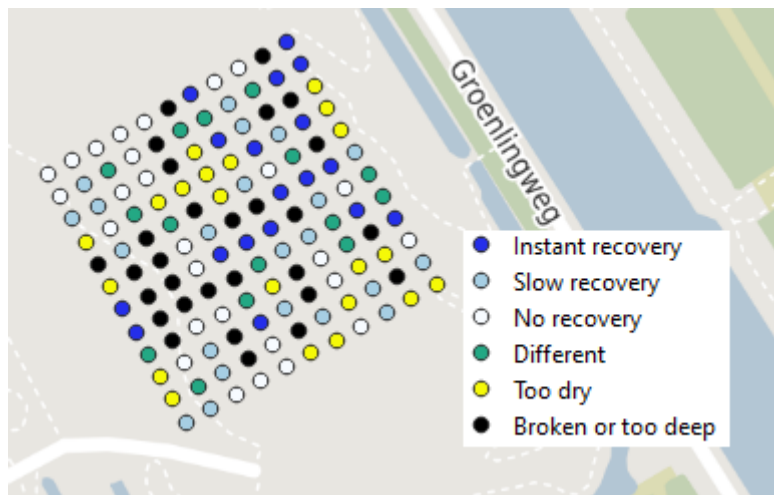 Groenlingweg
Instant recovery
Slow recovery
No recovery
Different
Too dry
Broken or too deep